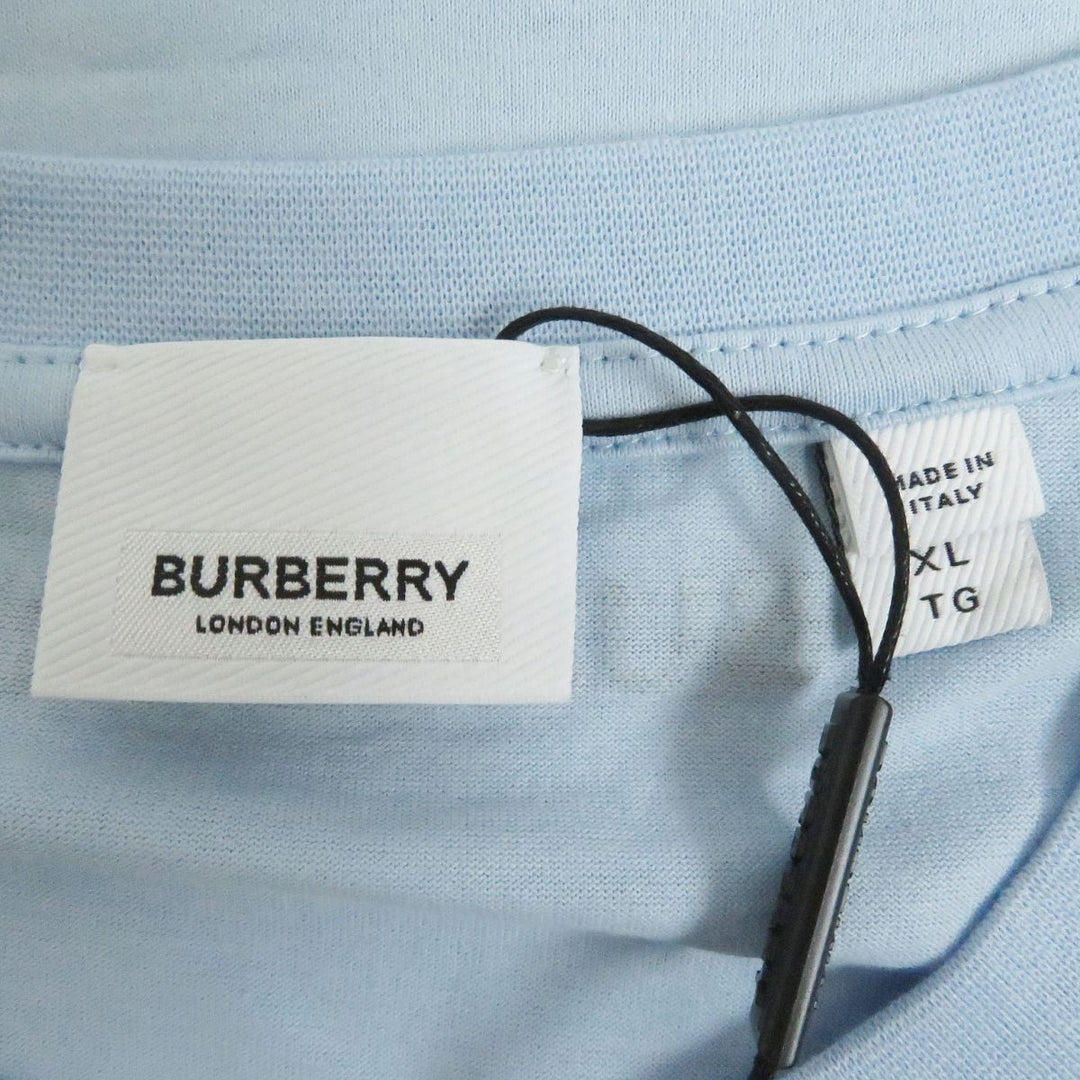 BURBERRY
LONDON ENGLAND
MADE IN
ITALY
XL
TG